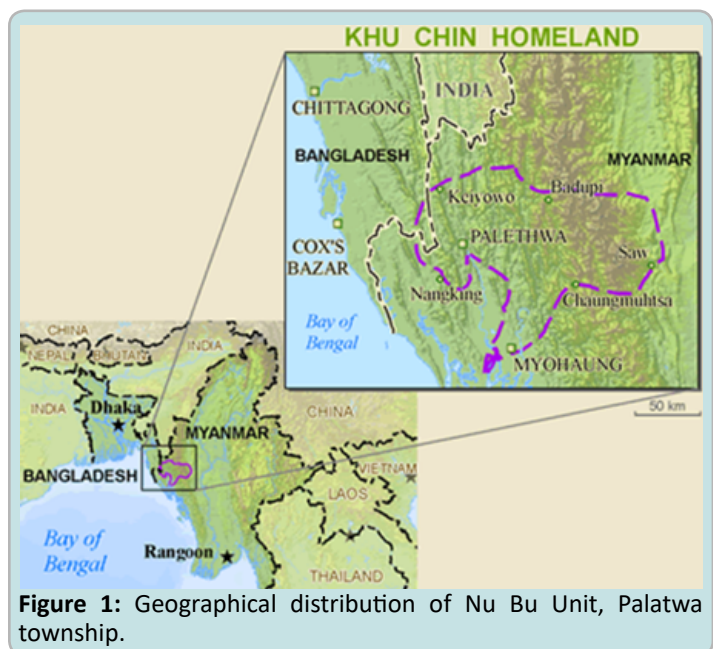 KHU CHIN HOMELAND
INDIA
CHITTAGONG
BANGLADESH
MYANMAR
Keiyowo
Badupi
PALETHWA
COX'S
BAZAR
Saw
Nangking
Chaungmuhtsa
Bay of
Bengal
MYOHAUNG
50 km
CHINA
NEPAL
BHUTAN
INDIA
INDIA
Dhaka
CHINA
MYANMAR
BANGLADESH
VIETNAM
LAOS
Bay of
Bengal
Rangoon
THAILAND
Figure 1: Geographical distribution of Nu Bu Unit, Palatwa
township.